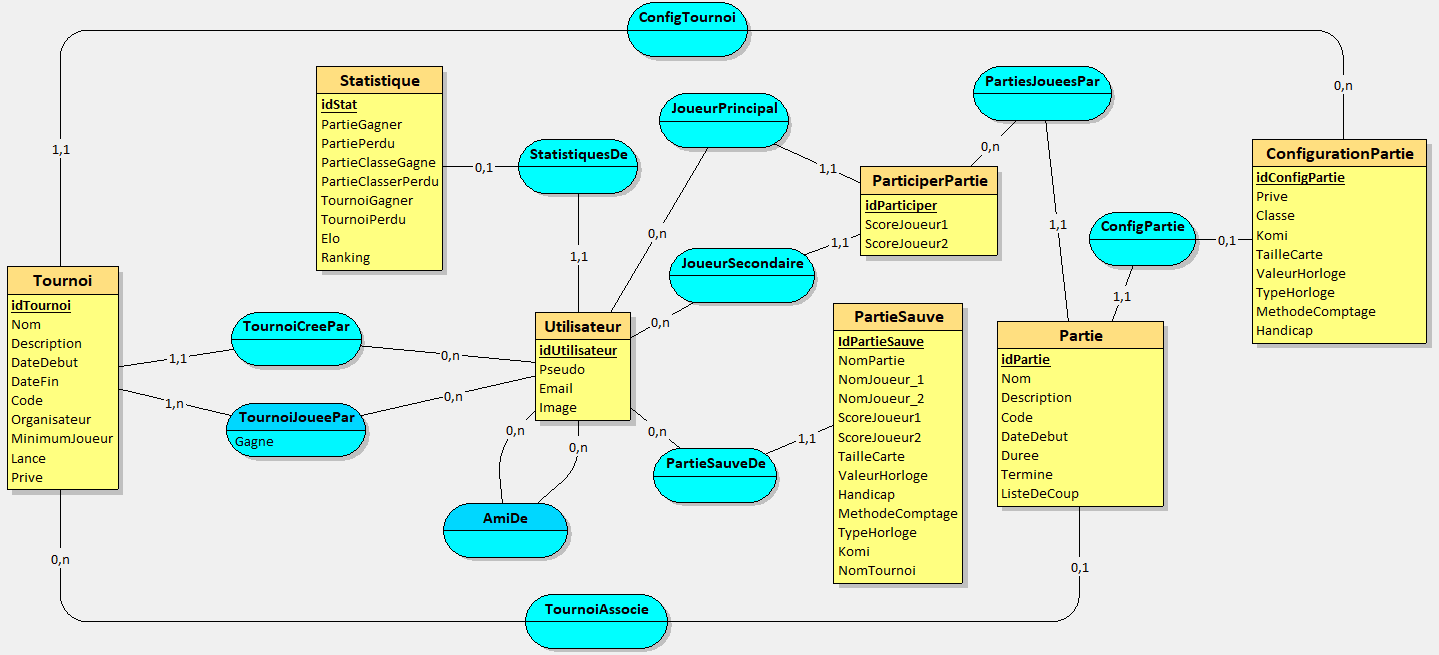 ConfigTournoi
0,n
1,1
Statistique
idStat
PartieGagner
PartiePerdu
PartieClasseGagne
PartieClasserPerdu
TournoiGagner
TournoiPerdu
Elo
Ranking
0,1
StatistiquesDe
1,1
JoueurPrincipal
1,1
0,n
PartiesJoueesPar
0,n
1,1
ParticiperPartie
idParticiper
ScoreJoueur1
ScoreJoueur2
ConfigurationPartie
idConfigPartie
Prive
Classe
Komi
TailleCarte
ValeurHorloge
TypeHorloge
MethodeComptage
Handicap
ConfigPartie
0,1
1,1
JoueurSecondaire
1,1
0,n
Tournoi
idTournoi
Nom
Description
DateDebut
DateFin
Code
Organisateur
MinimumJoueur
Lance
Prive
TournoiCreePar
1,1
0,n
TournoiJoueePar
Gagne
1,n
0,n
Utilisateur
idUtilisateur
Pseudo
Email
Image
0,n
0,n
AmiDe
0,n
PartieSauveDe
1,1
PartieSauve
IdPartieSauve
NomPartie
NomJoueur_1
NomJoueur_2
ScoreJoueur1
ScoreJoueur2
TailleCarte
ValeurHorloge
Handicap
MethodeComptage
TypeHorloge
Komi
NomTournoi
Partie
idPartie
Nom
Description
Code
DateDebut
Duree
Termine
ListeDeCoup
0,n
0,1
TournoiAssocie